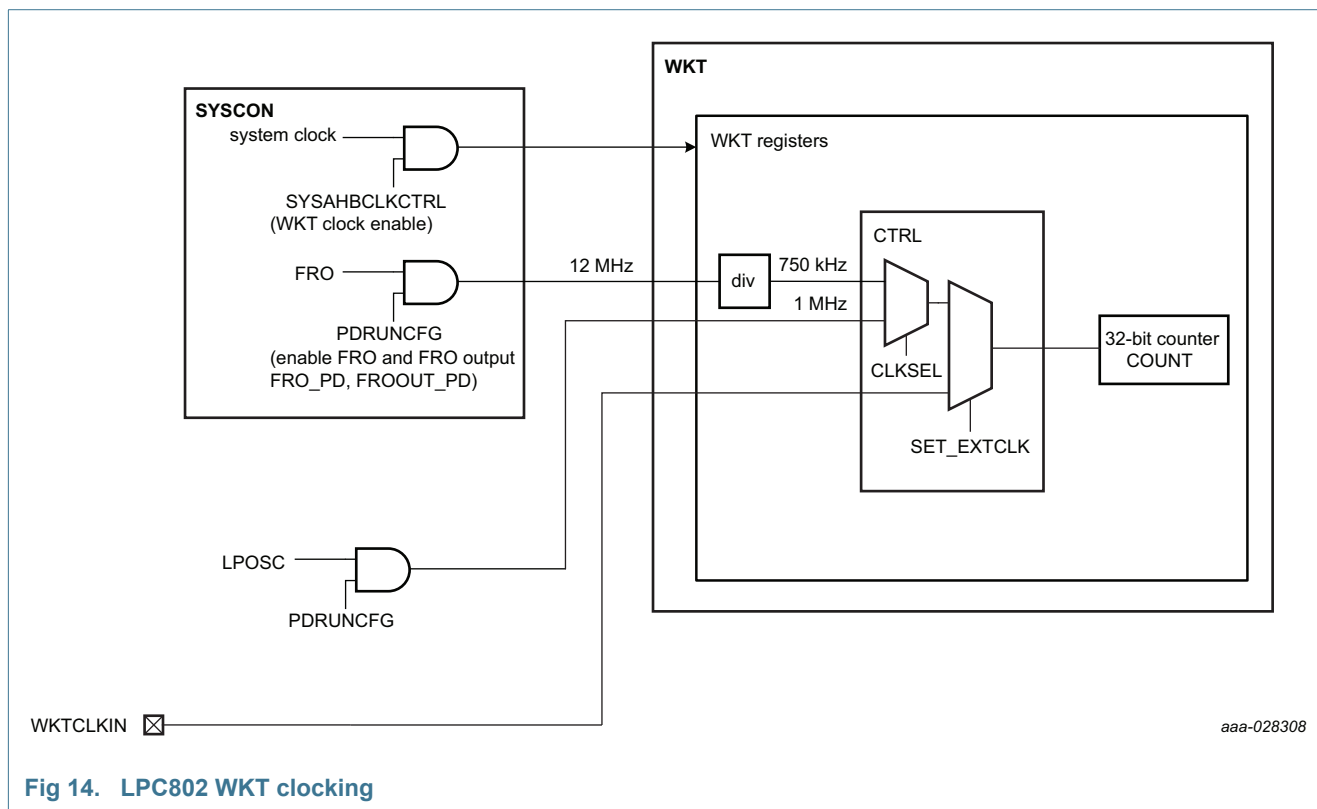 WKT
SYSCON
system clock
WKT registers
SYSAHBCLKCTRL
(WKT clock enable)
CTRL
FRO
12 MHz
div
750 kHz
1 MHz
PDRUNCFG
(enable FRO and FRO output
FRO_PD, FROOUT_PD)
32-bit counter
COUNT
CLKSEL
SET_EXTCLK
LPOSC
PDRUNCFG
WKTCLKIN
aaa-028308
Fig 14. LPC802 WKT clocking